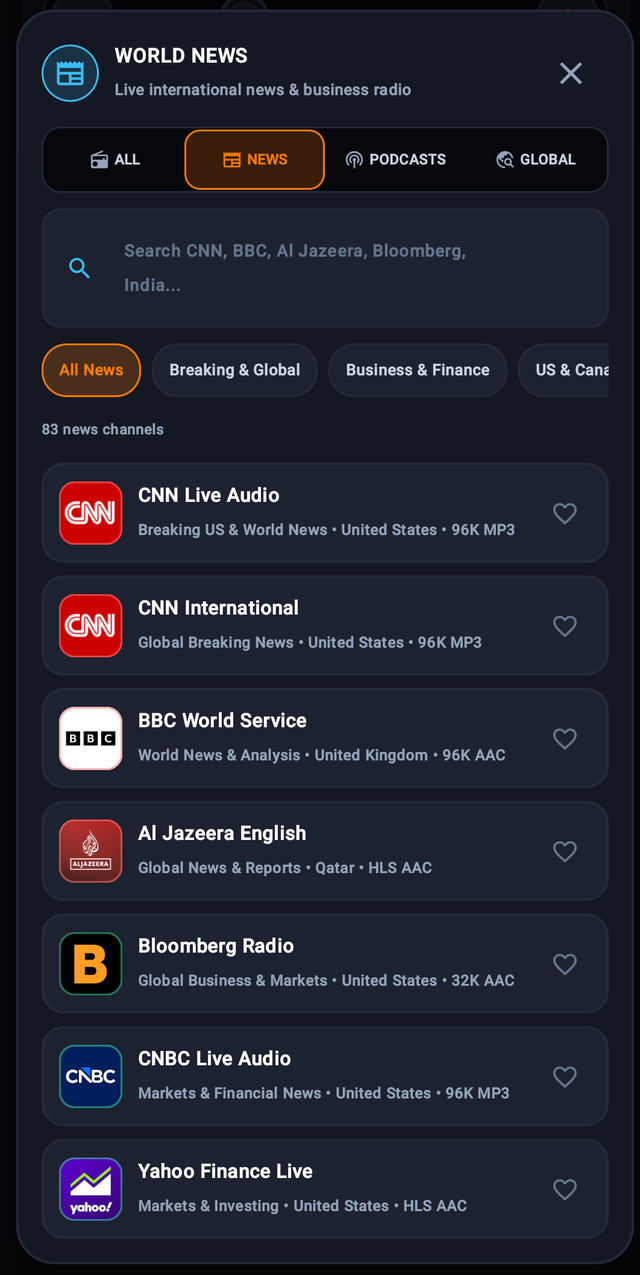 WORLD NEWS
Live international news & business radio
ALL
NEWS
PODCASTS
GLOBAL
Search CNN, BBC, Al Jazeera, Bloomberg,
India...
All News
Breaking & Global
Business & Finance
US & Cana
83 news channels
CNN
CNN Live Audio
Breaking US & World News • United States • 96K MP3
CNN
CNN International
Global Breaking News • United States • 96K MP3
BBC
BBC World Service
World News & Analysis • United Kingdom • 96K AAC
ALJAZEERA
Al Jazeera English
Global News & Reports • Qatar • HLS AAC
B
Bloomberg Radio
Global Business & Markets • United States • 32K AAC
CNBC
CNBC Live Audio
Markets & Financial News • United States • 96K MP3
yahoo!
Yahoo Finance Live
Markets & Investing • United States • HLS AAC